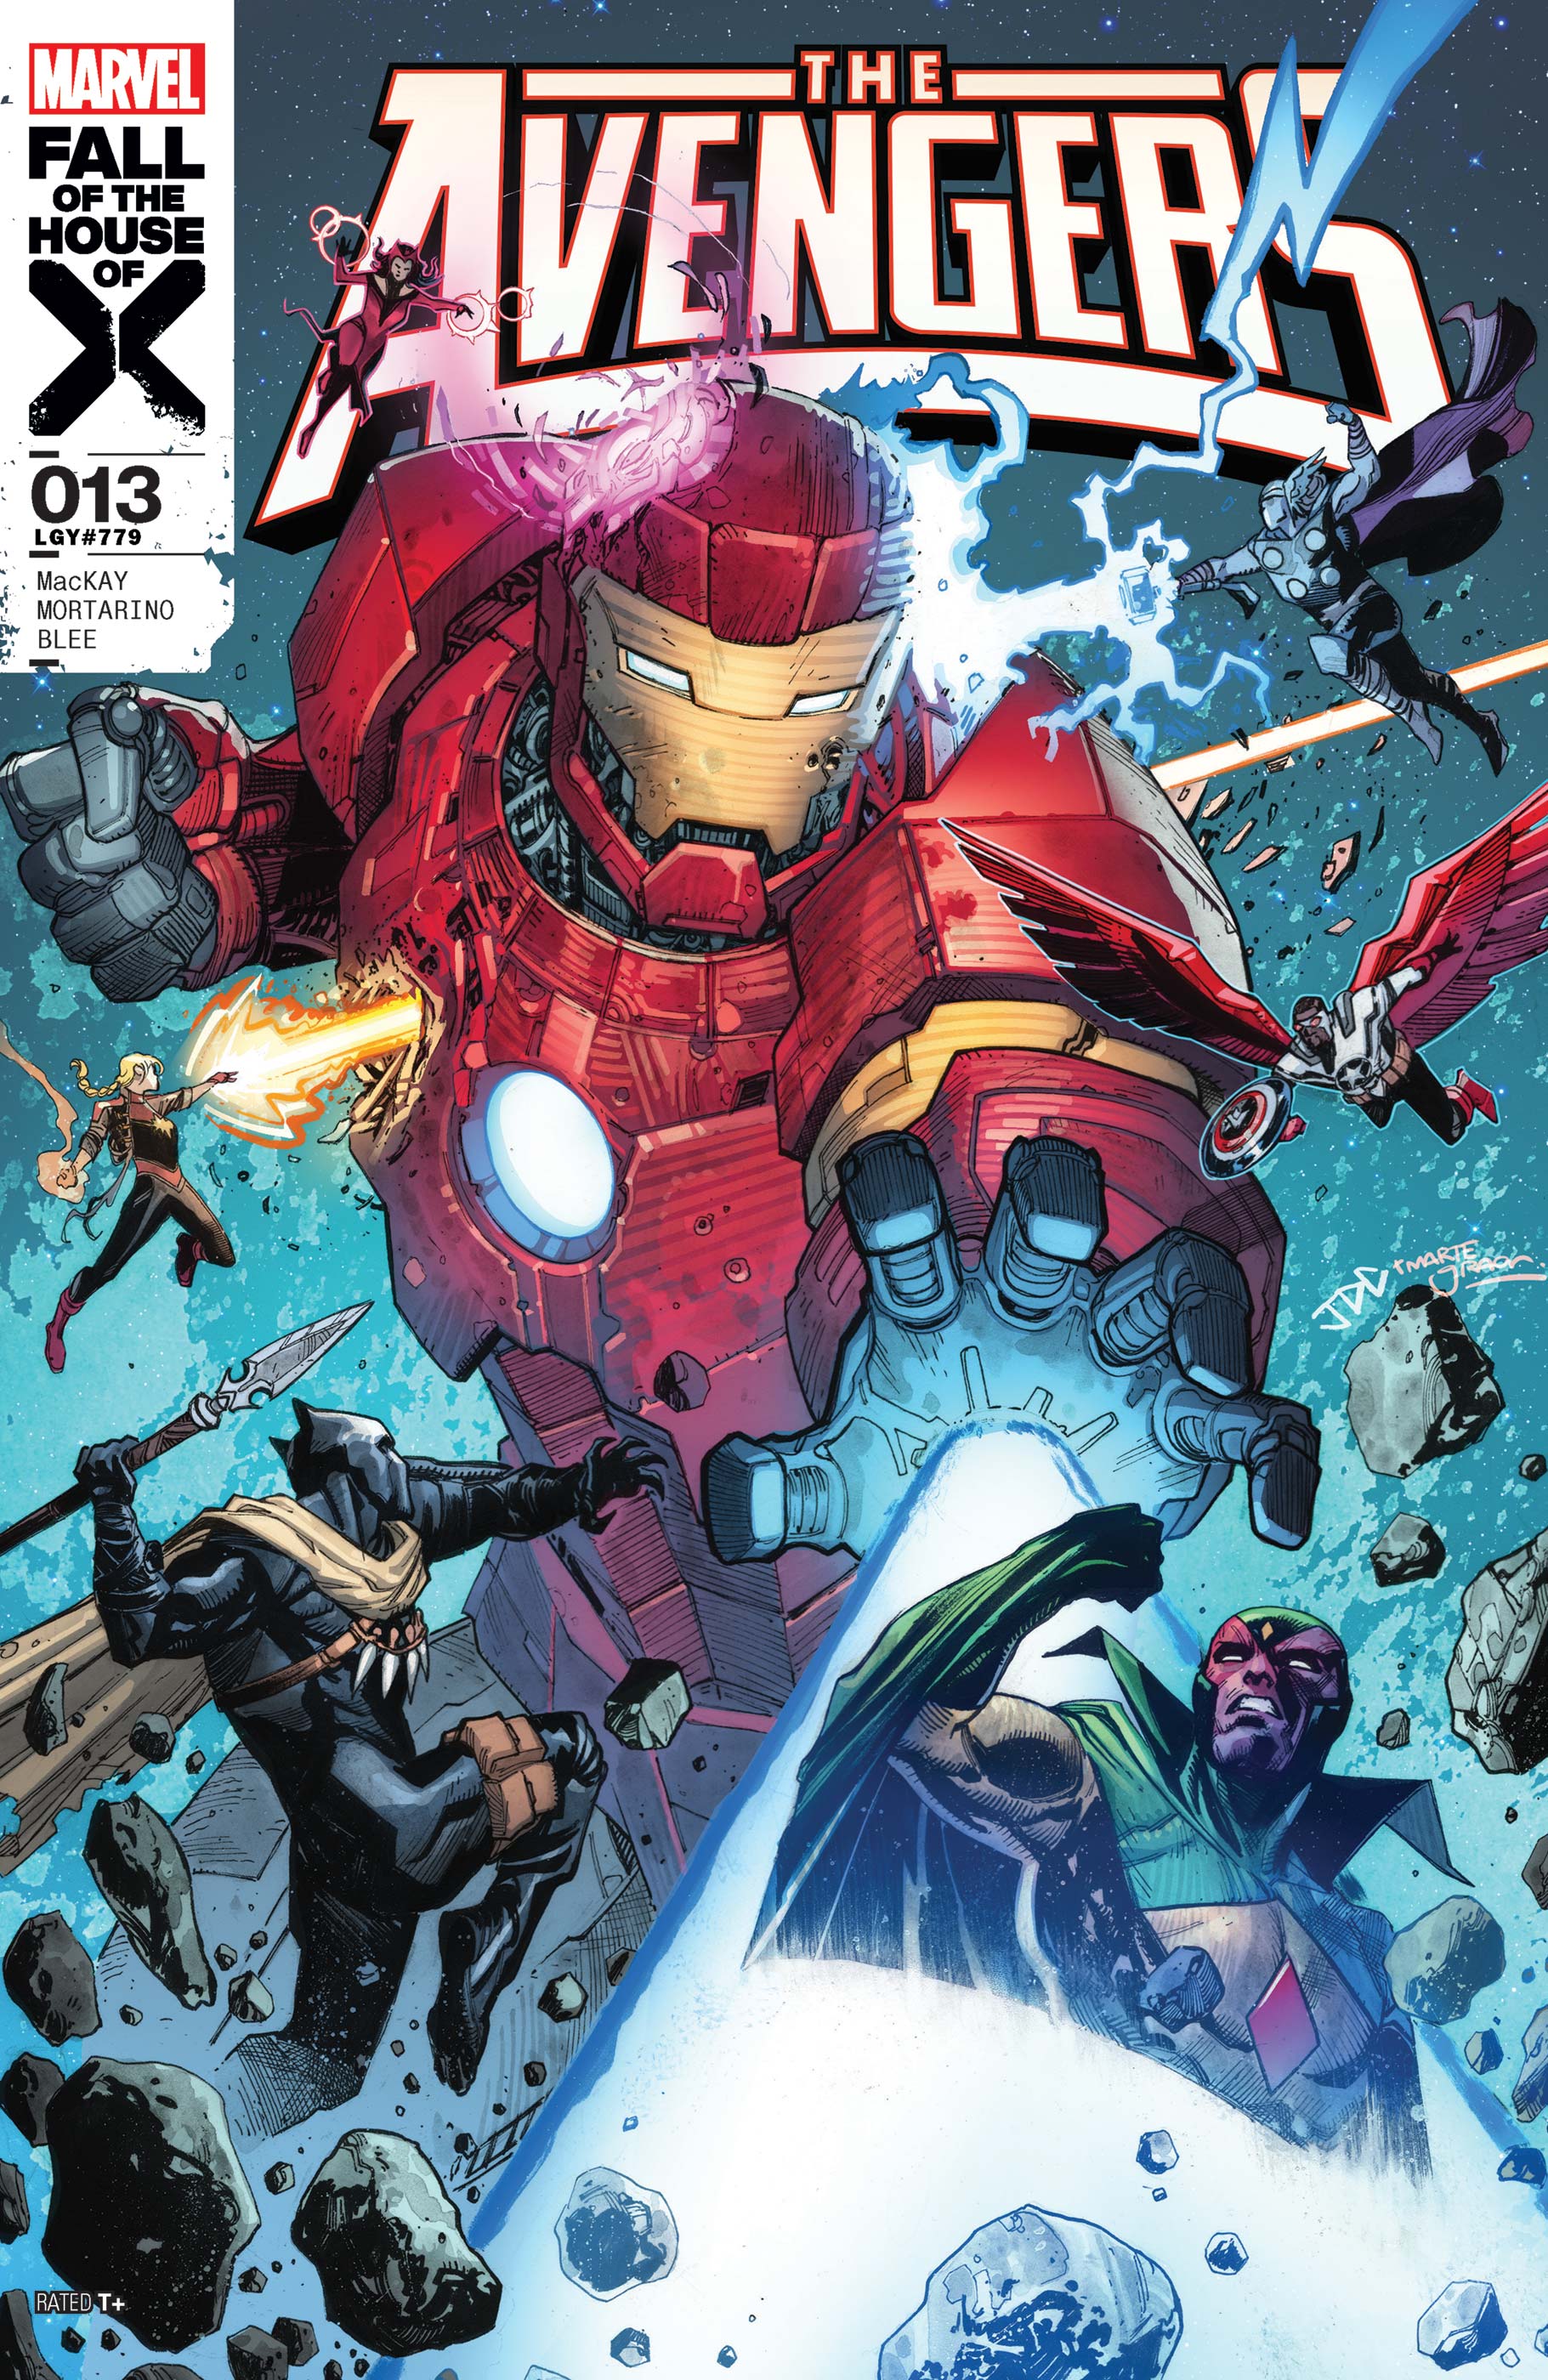 MARVEL
FALL
OF THE
HOUSE
OF
X
013
LGY#779
MacKAY
MORTARINO
BLEE
THE
AVENGERS
RATED T+